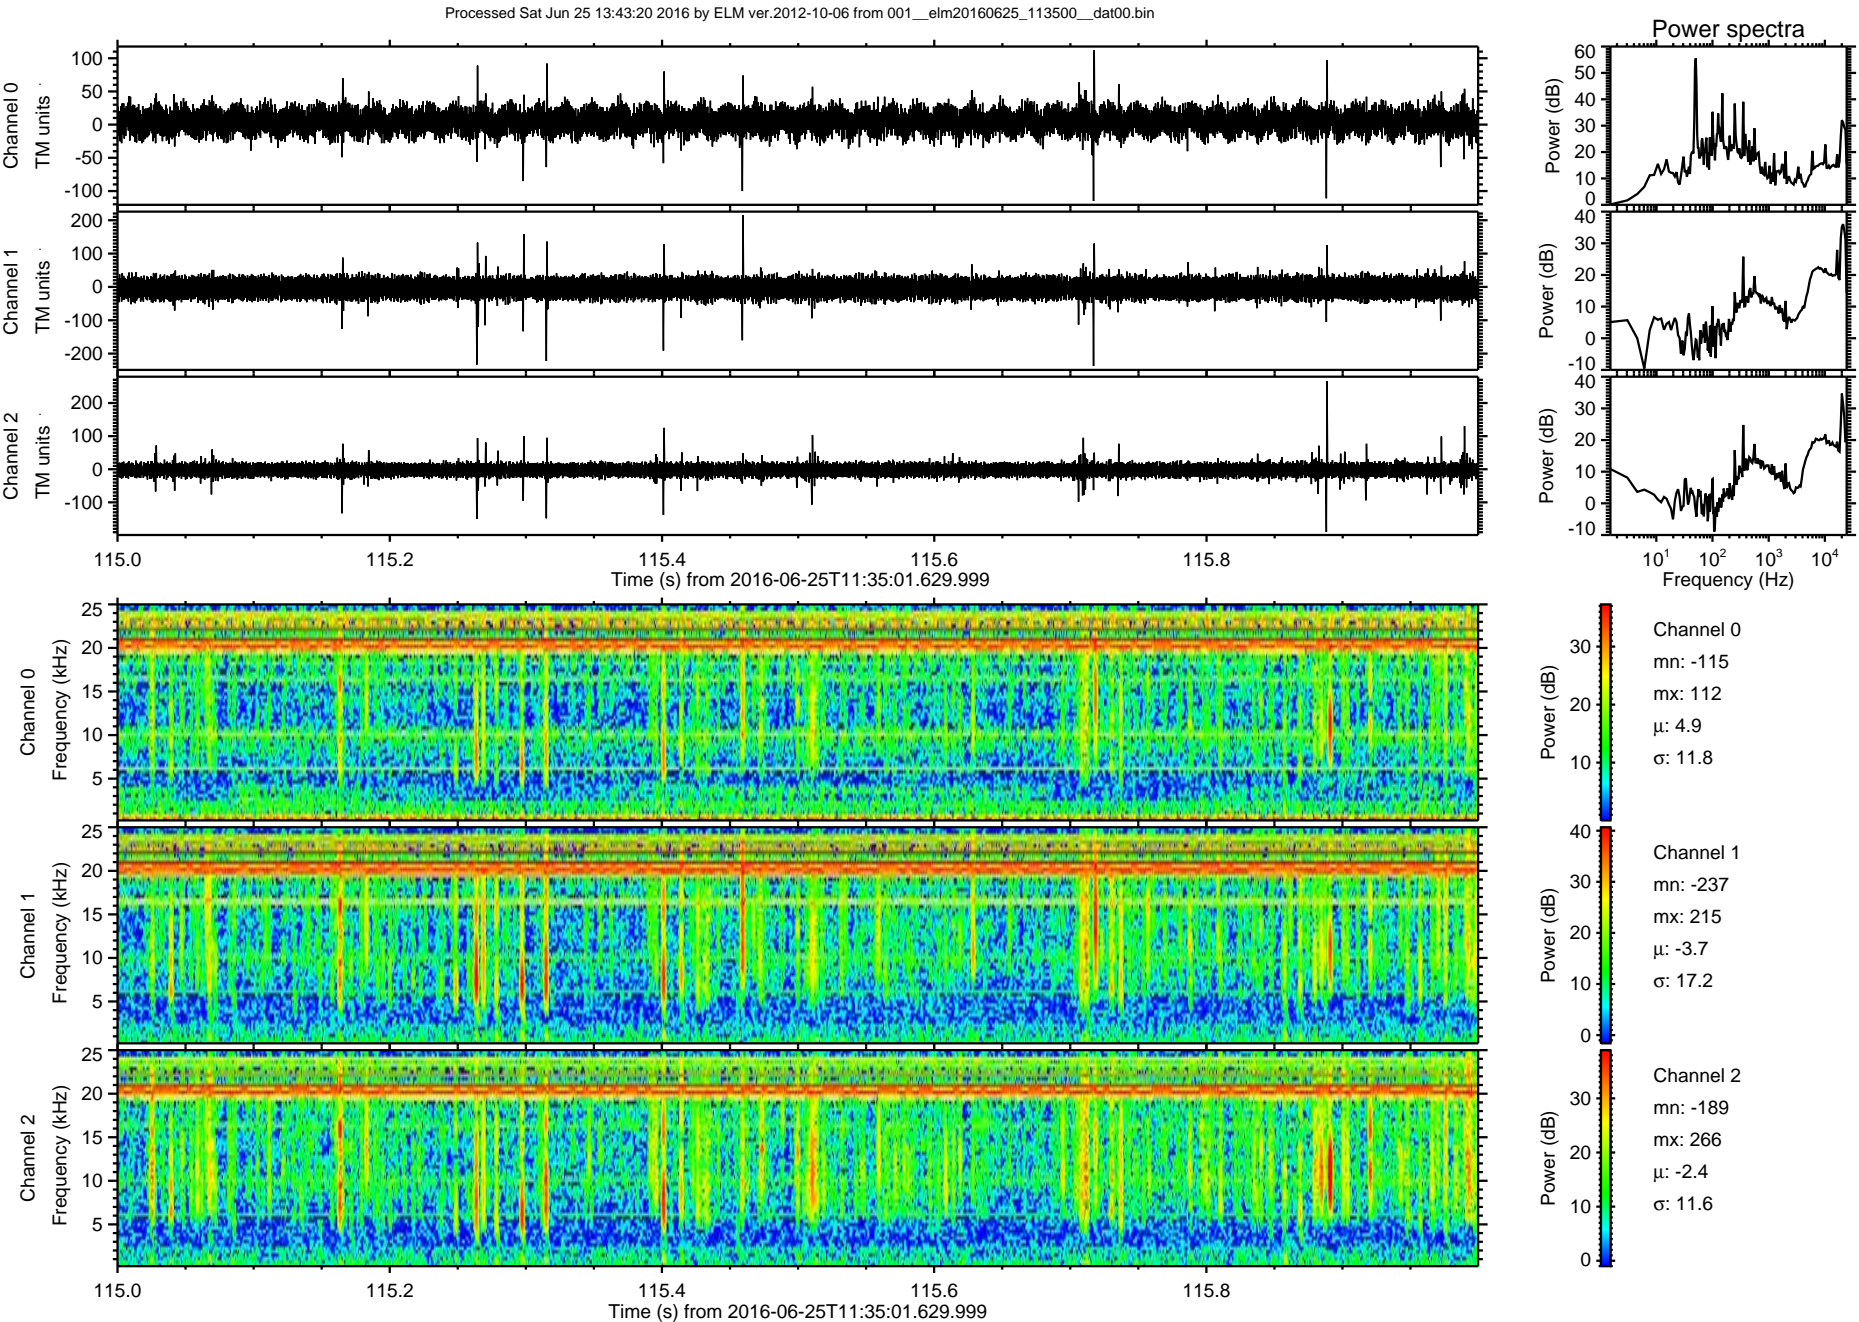 Processed Sat Jun 25 13:43:20 2016 by ELM ver.2012-10-06 from 001__elm20160625_113500__dat00.bin
Power spectra
Channel 0
TM units
100
50
0
-50
-100
Power (dB)
60
50
40
30
20
10
0
Channel 1
TM units
200
100
0
-100
-200
Power (dB)
40
30
20
10
0
-10
Channel 2
TM units
200
100
0
-100
Power (dB)
40
30
20
10
0
-10
115.0 115.2 115.4 115.6 115.8
Time (s) from 2016-06-25T11:35:01.629.999
10¹ 10² 10³ 10⁴
Frequency (Hz)
Channel 0
Frequency (kHz)
25
20
15
10
5
Power (dB)
30
20
10
Channel 0
mn: -115
mx: 112
μ: 4.9
σ: 11.8
Channel 1
Frequency (kHz)
25
20
15
10
5
Power (dB)
40
30
20
10
0
Channel 1
mn: -237
mx: 215
μ: -3.7
σ: 17.2
Channel 2
Frequency (kHz)
25
20
15
10
5
Power (dB)
30
20
10
0
Channel 2
mn: -189
mx: 266
μ: -2.4
σ: 11.6
115.0 115.2 115.4 115.6 115.8
Time (s) from 2016-06-25T11:35:01.629.999